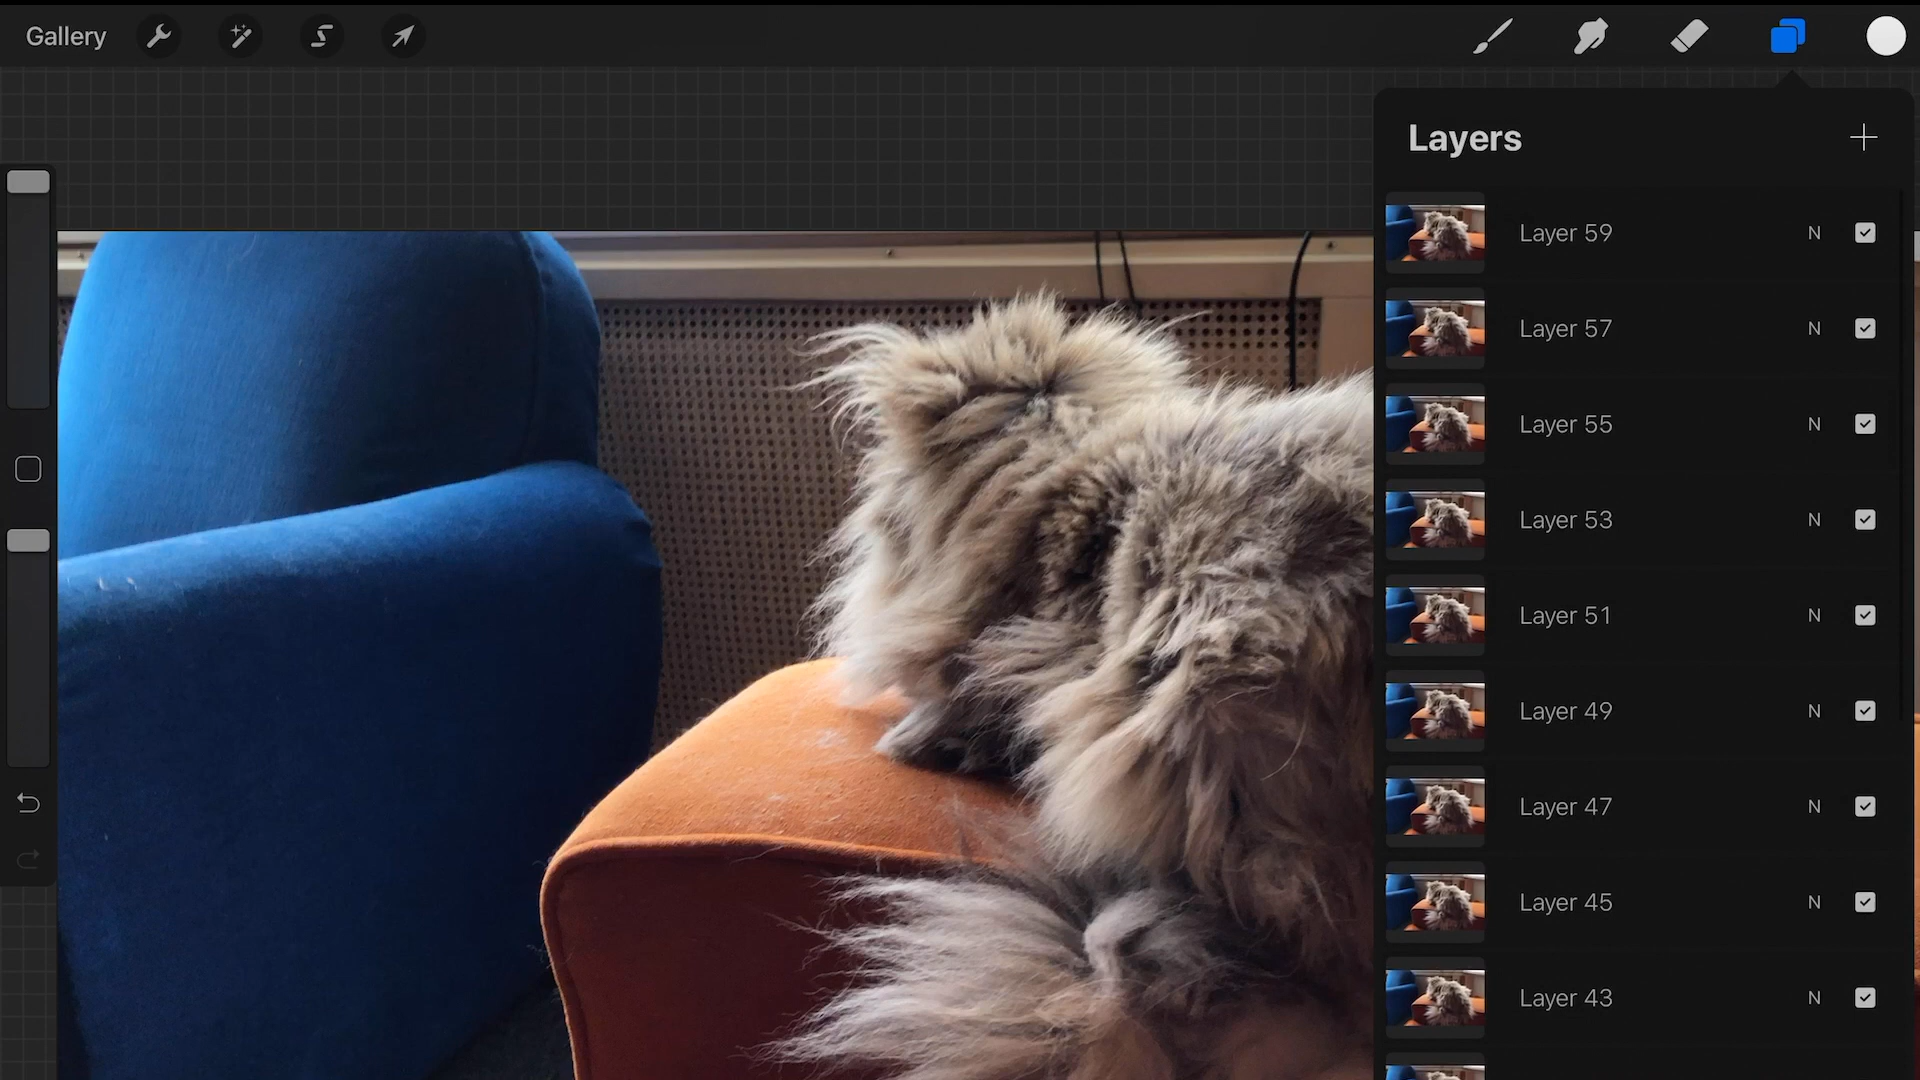 Gallery
Layers
Layer 59 N
Layer 57 N
Layer 55 N
Layer 53 N
Layer 51 N
Layer 49 N
Layer 47 N
Layer 45 N
Layer 43 N